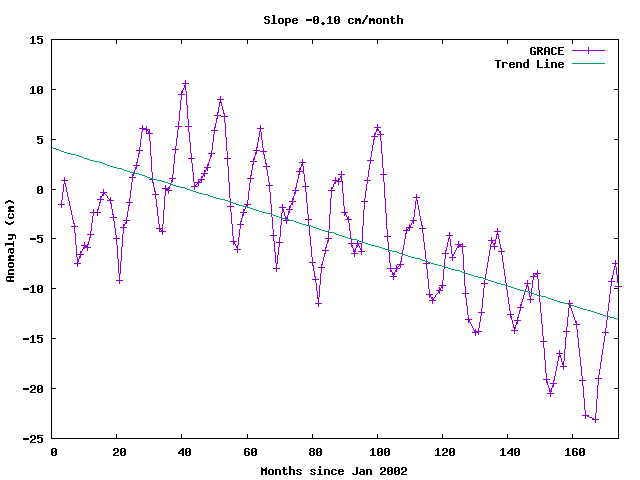 Slope -0.10 cm/month
GRACE
Trend Line
15
10
5
0
-5
-10
-15
-20
-25
Anomaly (cm)
0 20 40 60 80 100 120 140 160
Months since Jan 2002